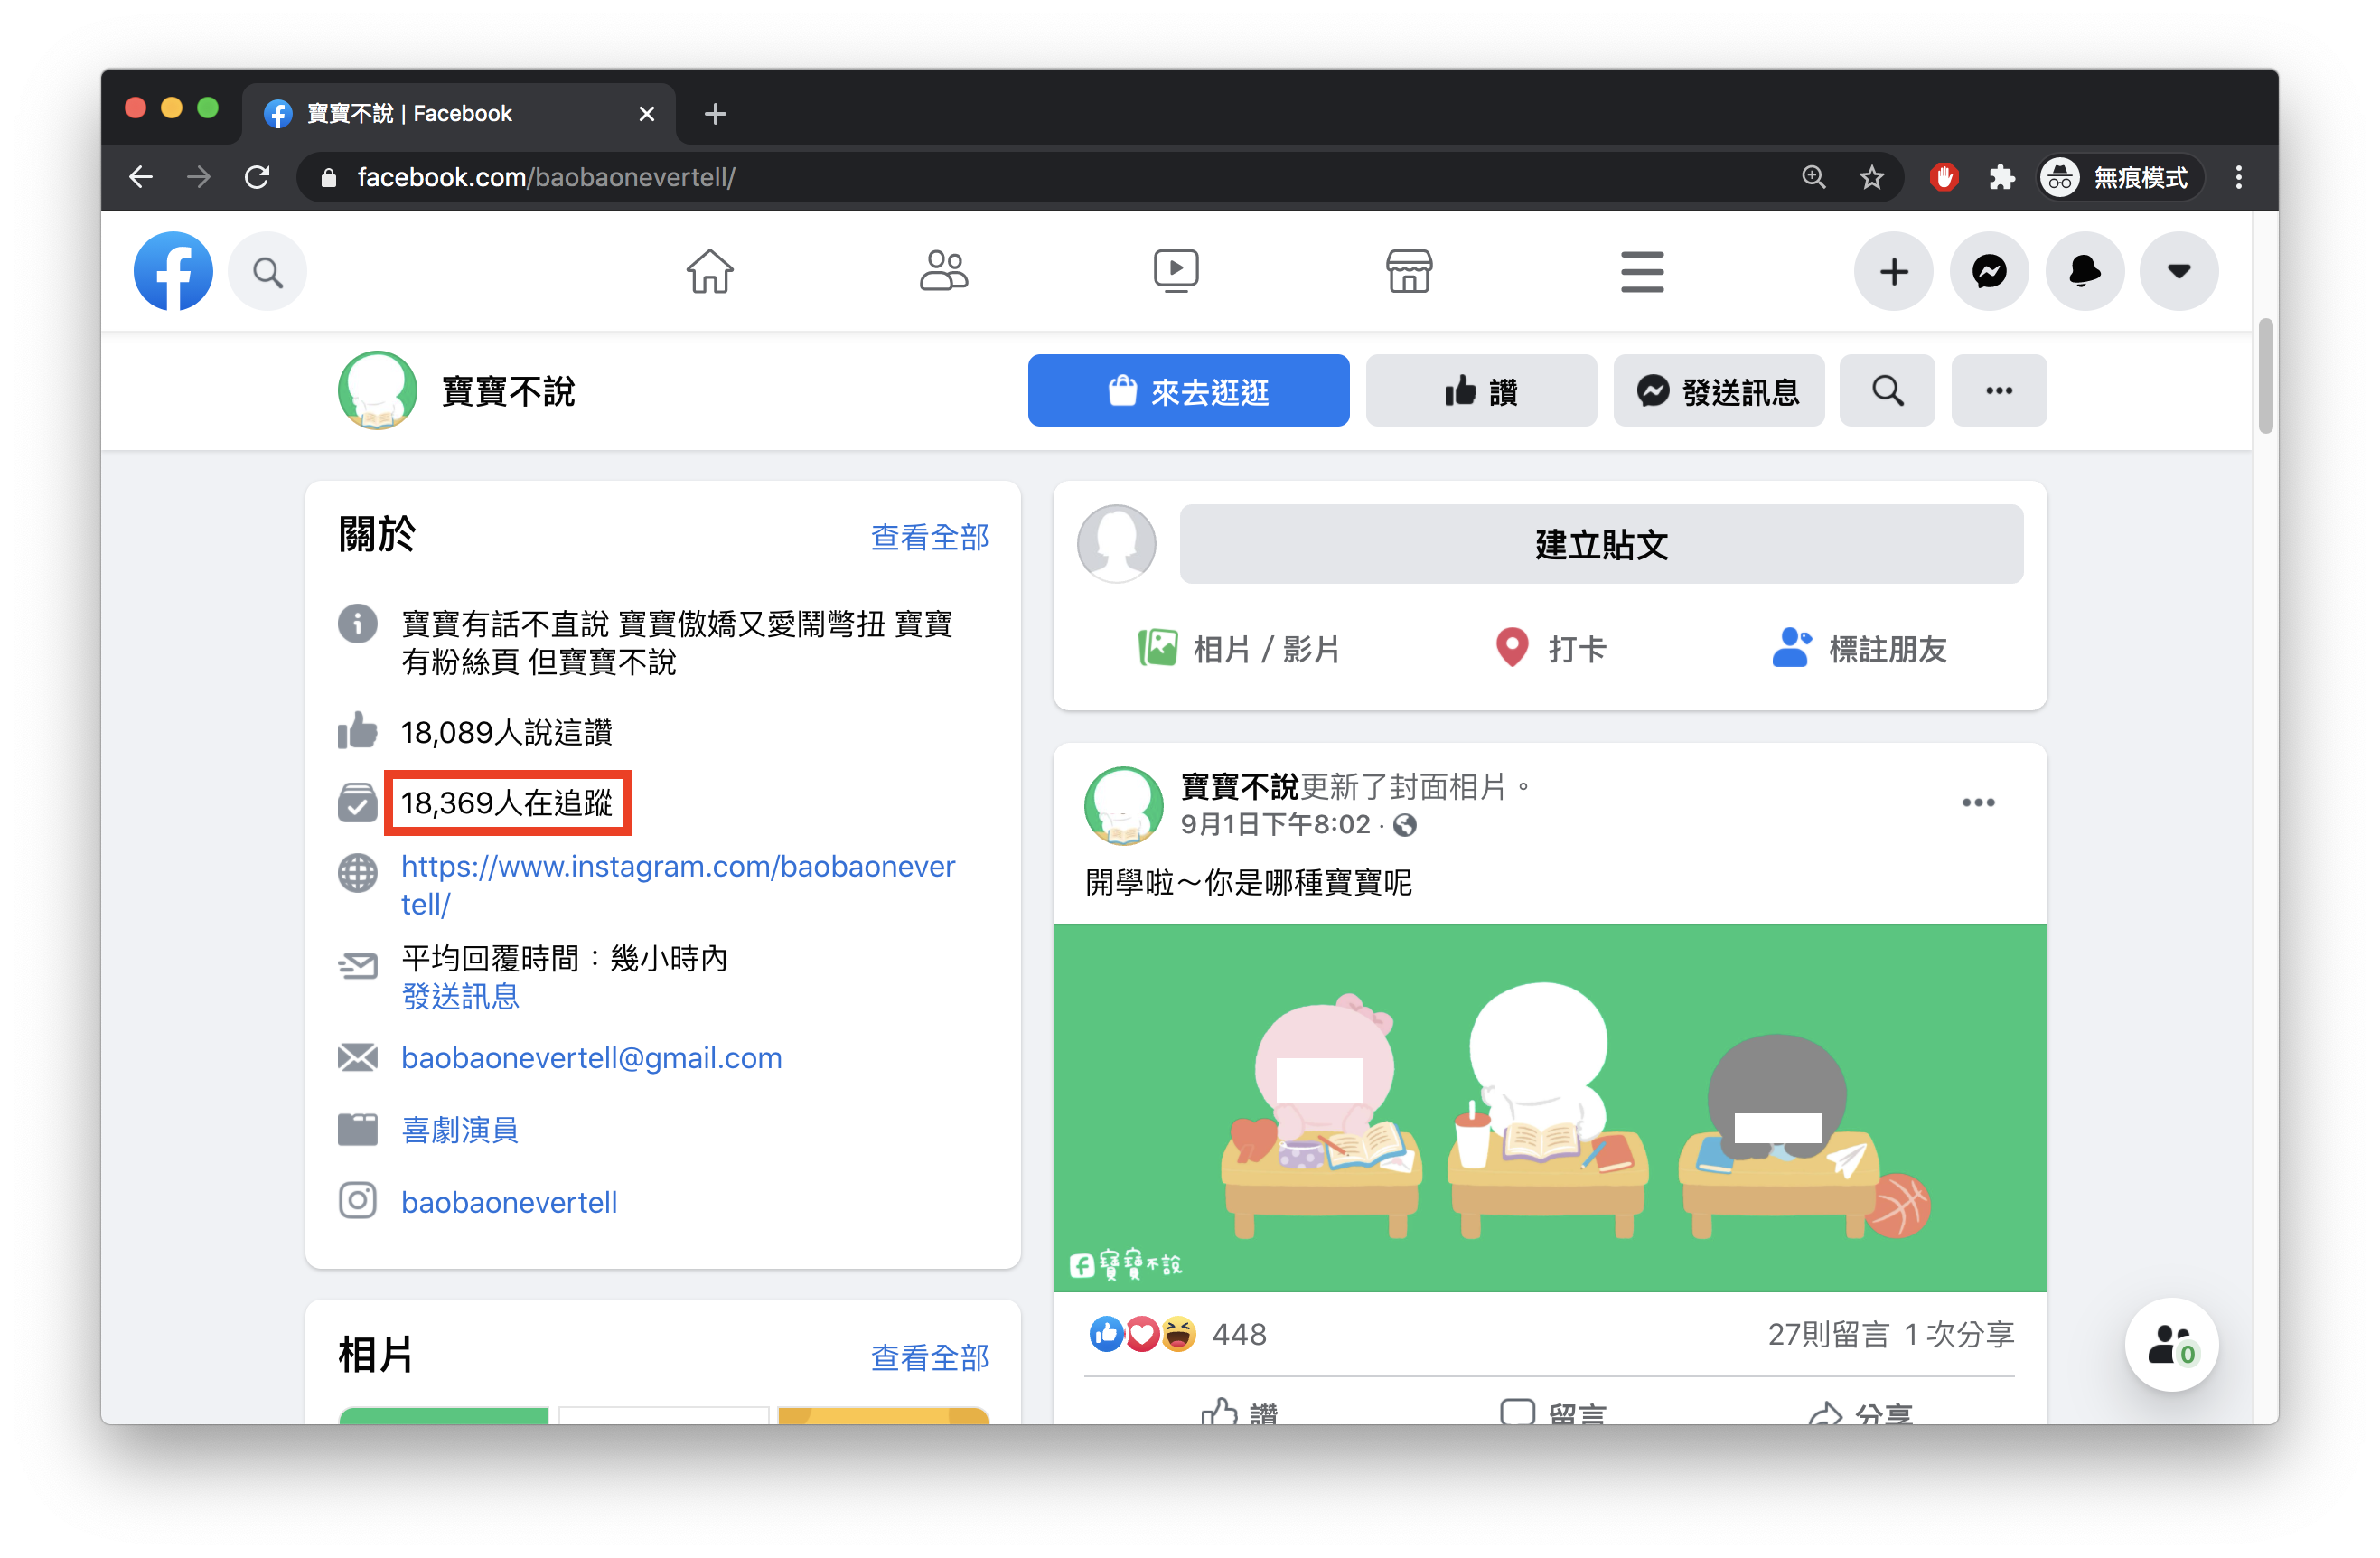 寶寶不說 | Facebook
facebook.com/baobaonevertell/
無痕模式
寶寶不說
來去逛逛
讚
發送訊息
關於
查看全部
寶寶有話不直說 寶寶傲嬌又愛鬧彆扭 寶寶
有粉絲頁 但寶寶不說
18,089人說這讚
18,369人在追蹤
https://www.instagram.com/baobaonever
tell/
平均回覆時間：幾小時內
發送訊息
baobaonevertell@gmail.com
喜劇演員
baobaonevertell
相片
查看全部
建立貼文
相片 / 影片
打卡
標註朋友
寶寶不說更新了封面相片。
9月1日下午8:02 ·
開學啦～你是哪種寶寶呢
寶寶不說
448
27則留言 1 次分享
讚
留言
分享
0